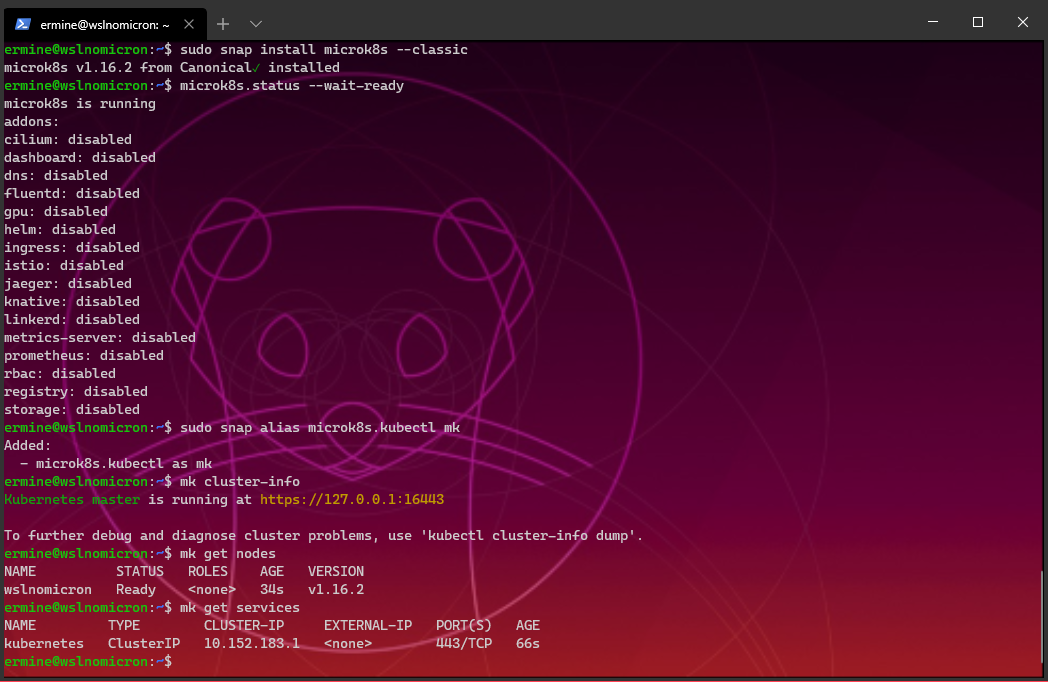 ermine@wslnomicron: ~
ermine@wslnomicron:~$ sudo snap install microk8s --classic
microk8s v1.16.2 from Canonical✓ installed
ermine@wslnomicron:~$ microk8s.status --wait-ready
microk8s is running
addons:
cilium: disabled
dashboard: disabled
dns: disabled
fluentd: disabled
gpu: disabled
helm: disabled
ingress: disabled
istio: disabled
jaeger: disabled
knative: disabled
linkerd: disabled
metrics-server: disabled
prometheus: disabled
rbac: disabled
registry: disabled
storage: disabled
ermine@wslnomicron:~$ sudo snap alias microk8s.kubectl mk
Added:
  - microk8s.kubectl as mk
ermine@wslnomicron:~$ mk cluster-info
Kubernetes master is running at https://127.0.0.1:16443

To further debug and diagnose cluster problems, use 'kubectl cluster-info dump'.
ermine@wslnomicron:~$ mk get nodes
NAME          STATUS   ROLES    AGE   VERSION
wslnomicron   Ready    <none>   34s   v1.16.2
ermine@wslnomicron:~$ mk get services
NAME         TYPE        CLUSTER-IP     EXTERNAL-IP   PORT(S)   AGE
kubernetes   ClusterIP   10.152.183.1   <none>        443/TCP   66s
ermine@wslnomicron:~$